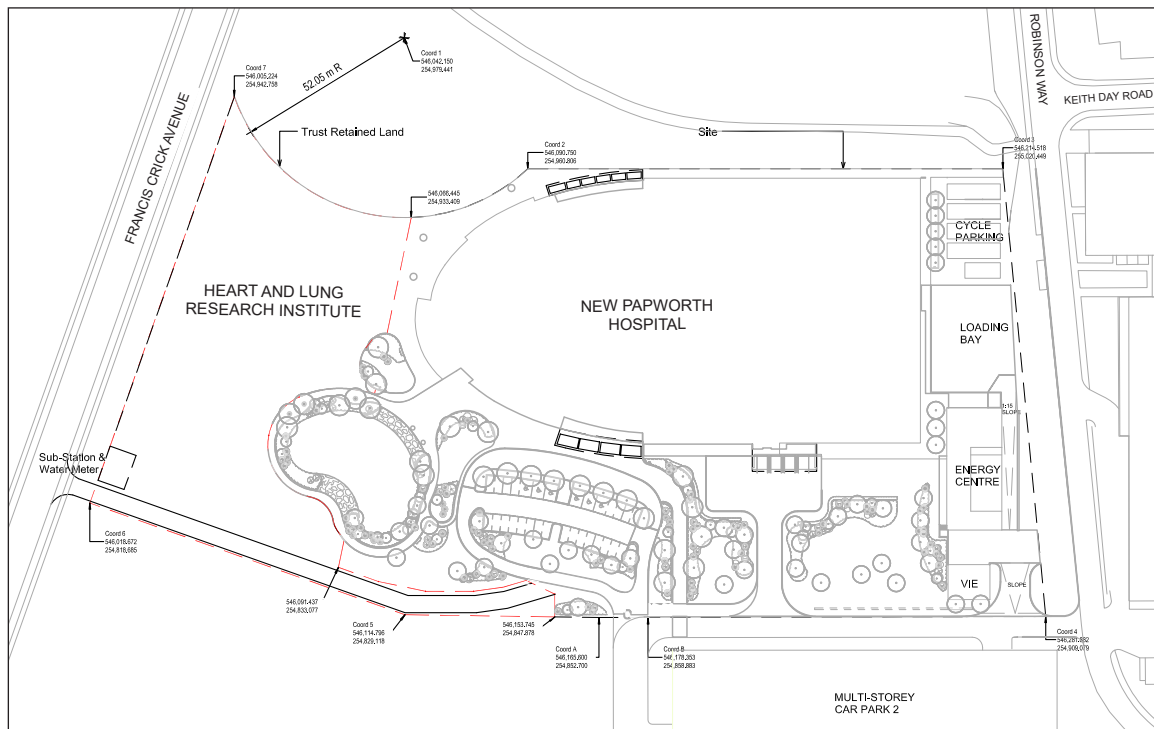 Coord 1
546,042.150
254,979.441
52.05 m R
Coord 7
546,005.224
254,942.758
ROBINSON WAY
KEITH DAY ROAD
FRANCIS CRICK AVENUE
Trust Retained Land
Site
Coord 2
546,090.750
254,960.806
Coord 3
546,214.518
255,020.449
546,066.445
254,933.409
CYCLE
PARKING
HEART AND LUNG
RESEARCH INSTITUTE
NEW PAPWORTH
HOSPITAL
LOADING
BAY
1:15
SLOPE
Sub-Station &
Water Meter
ENERGY
CENTRE
Coord 6
546,018.672
254,818.685
VIE
SLOPE
546,091.437
254,833.077
Coord 5
546,114.796
254,829.118
546,153.745
254,847.878
Coord A
546,165.600
254,852.700
Coord B
546,178.353
254,858.883
Coord 4
254,909.079
MULTI-STOREY
CAR PARK 2